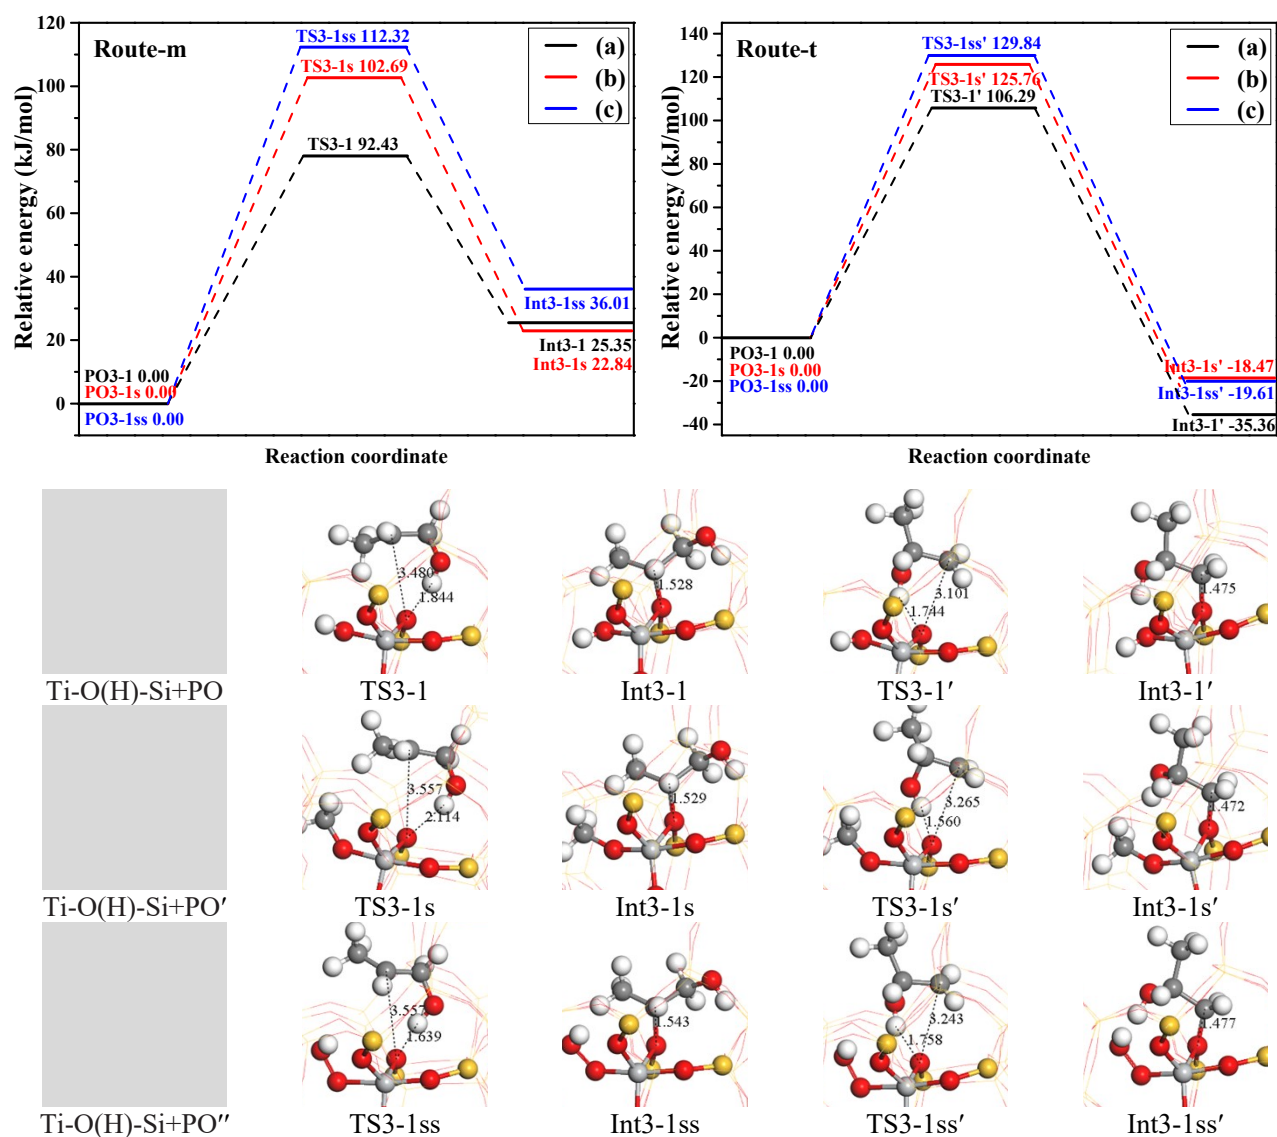 Route-m
Relative energy (kJ/mol)
120
100
80
60
40
20
0
TS3-1ss 112.32
TS3-1s 102.69
TS3-1 92.43
(a)
(b)
(c)
Int3-1ss 36.01
Int3-1 25.35
Int3-1s 22.84
PO3-1 0.00
PO3-1s 0.00
PO3-1ss 0.00
Reaction coordinate
Route-t
Relative energy (kJ/mol)
140
120
100
80
60
40
20
0
-20
-40
TS3-1ss' 129.84
TS3-1s' 125.76
TS3-1' 106.29
(a)
(b)
(c)
PO3-1 0.00
PO3-1s 0.00
PO3-1ss 0.00
Int3-1s' -18.47
Int3-1ss' -19.61
Int3-1' -35.36
Reaction coordinate
3.480
1.844
1.528
3.101
1.744
1.475
Ti-O(H)-Si+PO
TS3-1
Int3-1
TS3-1′
Int3-1′
3.557
2.114
1.529
3.265
1.560
1.472
Ti-O(H)-Si+PO′
TS3-1s
Int3-1s
TS3-1s′
Int3-1s′
3.557
1.639
1.543
3.243
1.758
1.477
Ti-O(H)-Si+PO′′
TS3-1ss
Int3-1ss
TS3-1ss′
Int3-1ss′